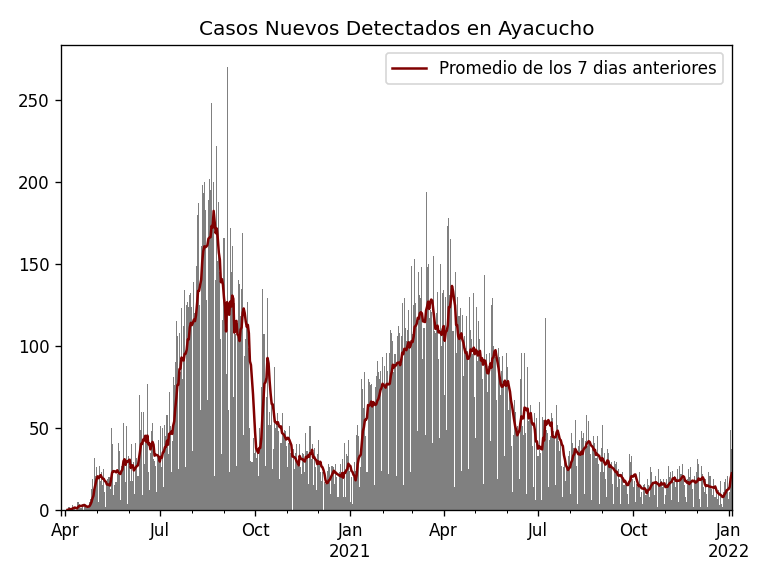 Casos Nuevos Detectados en Ayacucho
Promedio de los 7 dias anteriores
250
200
150
100
50
0
Apr Jul Oct Jan Apr Jul Oct Jan
2021 2022